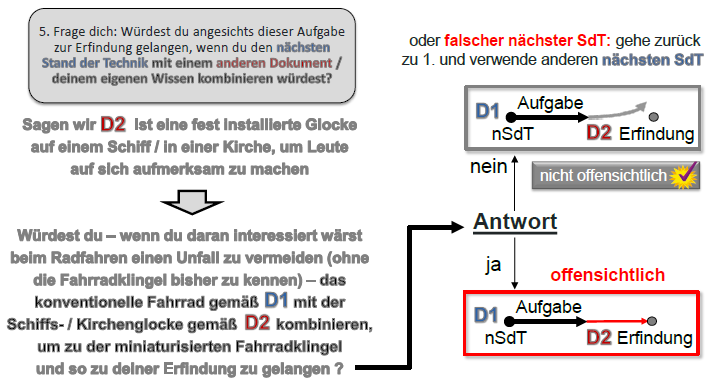 5. Frage dich: Würdest du angesichts dieser Aufgabe
zur Erfindung gelangen, wenn du den nächsten
Stand der Technik mit einem anderen Dokument /
deinem eigenen Wissen kombinieren würdest?
Sagen wir D2 ist eine fest installierte Glocke
auf einem Schiff / in einer Kirche, um Leute
auf sich aufmerksam zu machen
Würdest du – wenn du daran interessiert wärst
beim Radfahren einen Unfall zu vermeiden (ohne
die Fahrradklingel bisher zu kennen) – das
konventionelle Fahrrad gemäß D1 mit der
Schiffs- / Kirchenglocke gemäß D2 kombinieren,
um zu der miniaturisierten Fahrradklingel
und so zu deiner Erfindung zu gelangen ?
oder falscher nächster SdT: gehe zurück
zu 1. und verwende anderen nächsten SdT
D1 Aufgabe
nSdT D2 Erfindung
nein
nicht offensichtlich
Antwort
ja
offensichtlich
D1 Aufgabe
nSdT D2 Erfindung